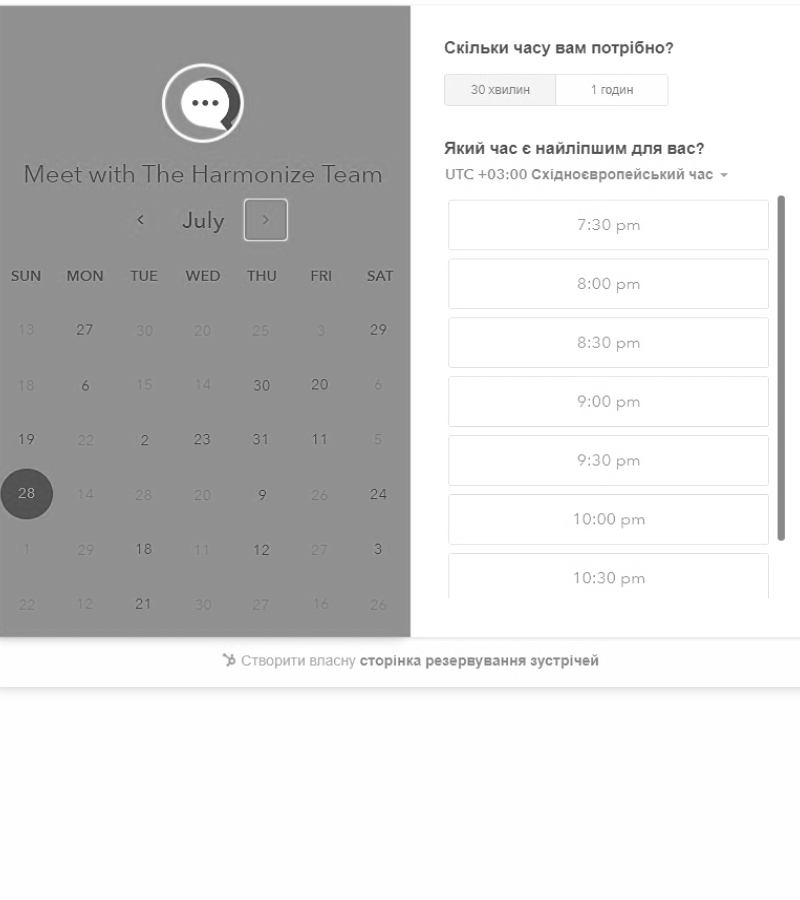 Meet with The Harmonize Team
July
SUN MON TUE WED THU FRI SAT
13 27 30 20 25 3 29
18 6 15 14 30 20 6
19 22 2 23 31 11 5
28 14 28 20 9 26 24
1 29 18 11 12 27 3
22 12 21 30 27 16 26
Скільки часу вам потрібно?
30 хвилин 1 годин
Який час є найліпшим для вас?
UTC +03:00 Східноєвропейський час
7:30 pm
8:00 pm
8:30 pm
9:00 pm
9:30 pm
10:00 pm
10:30 pm
Створити власну сторінка резервування зустрічей